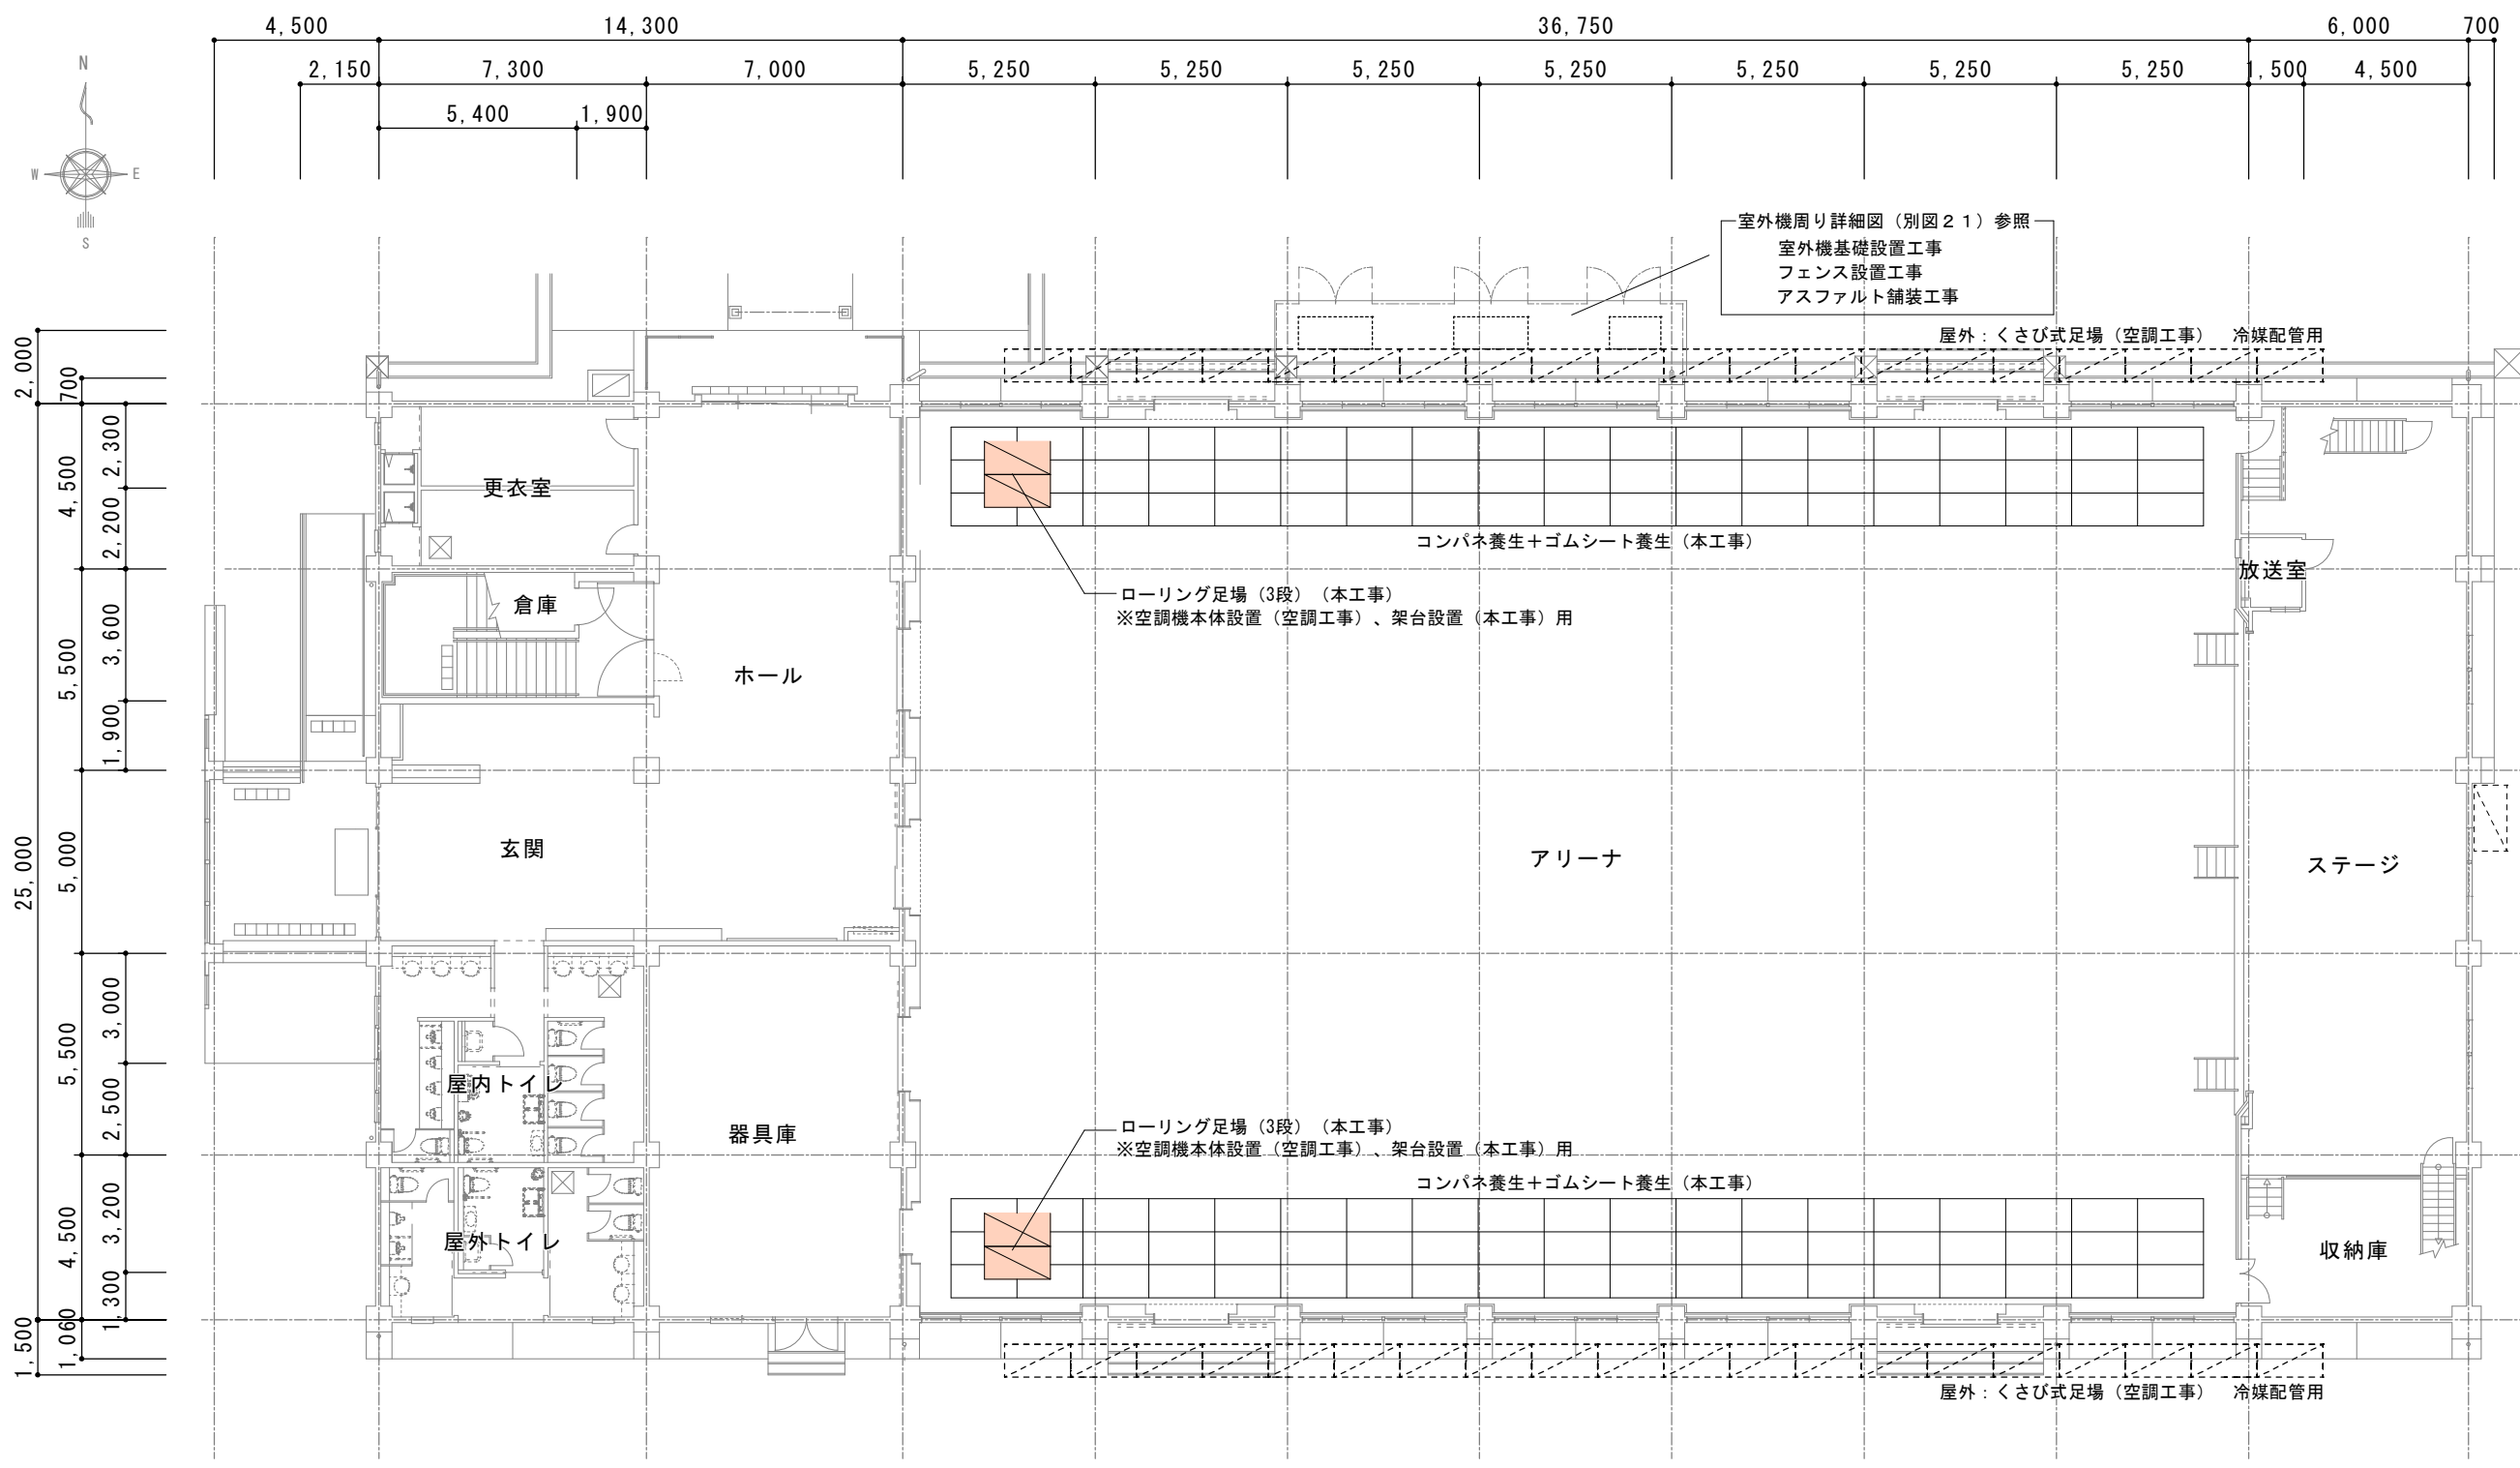 4,500 14,300 36,750 6,000 700
2,150 7,300 7,000 5,250 5,250 5,250 5,250 5,250 5,250 5,250 1,500 4,500
5,400 1,900
N
W E
S
室外機周り詳細図（別図２１）参照
室外機基礎設置工事
フェンス設置工事
アスファルト舗装工事
屋外：くさび式足場（空調工事） 冷媒配管用
2,000
700
25,000
4,500
2,300
2,200
5,500
3,600
1,900
5,000
5,500
3,000
2,500
4,500
3,200
1,300
1,500
1,060
更衣室
コンパネ養生＋ゴムシート養生（本工事）
放送室
倉庫
ローリング足場（3段）（本工事）
※空調機本体設置（空調工事）、架台設置（本工事）用
ホール
玄関
アリーナ
ステージ
屋内トイレ
器具庫
ローリング足場（3段）（本工事）
※空調機本体設置（空調工事）、架台設置（本工事）用
コンパネ養生＋ゴムシート養生（本工事）
屋外トイレ
収納庫
屋外：くさび式足場（空調工事） 冷媒配管用